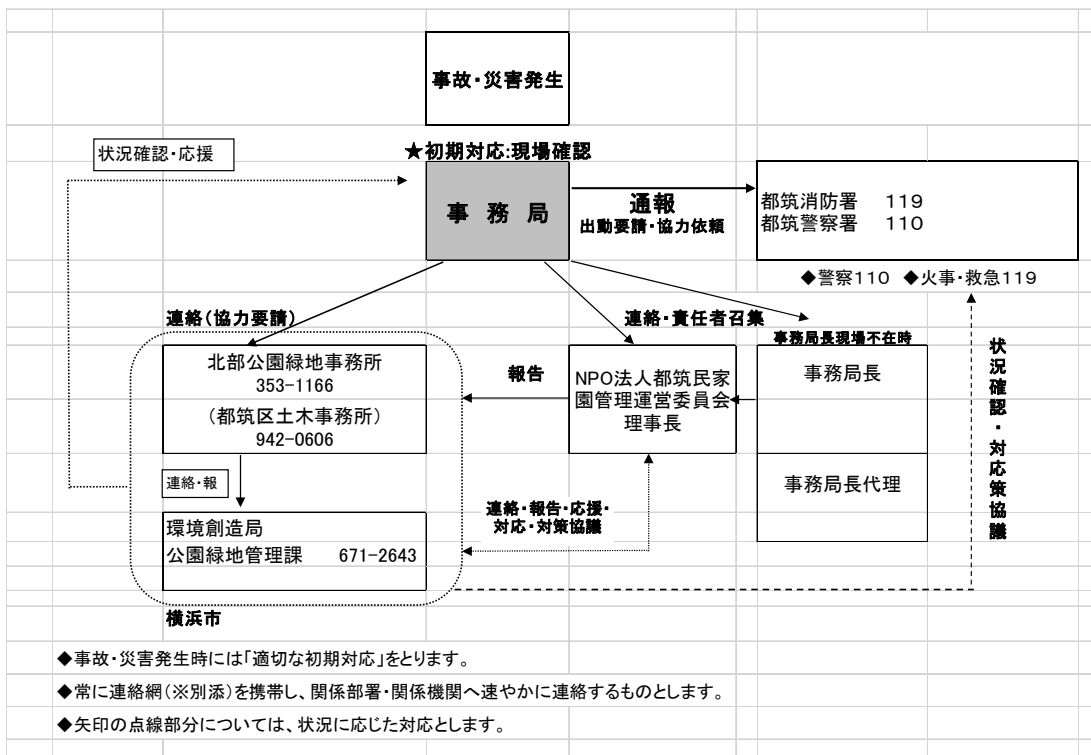 事故・災害発生
状況確認・応援
★初期対応:現場確認
事 務 局
通報
出動要請・協力依頼
都筑消防署 119
都筑警察署 110
◆警察110 ◆火事・救急119
連絡(協力要請)
連絡・責任者召集
事務局長現場不在時
北部公園緑地事務所
353-1166
(都筑区土木事務所)
942-0606
報告
NPO法人都筑民家
園管理運営委員会
理事長
事務局長
状況確認・対応策協議
連絡・報
事務局長代理
連絡・報告・応援・
対応・対策協議
環境創造局
公園緑地管理課 671-2643
横浜市
◆事故・災害発生時には「適切な初期対応」をとります。
◆常に連絡網(※別添)を携帯し、関係部署・関係機関へ速やかに連絡するものとします。
◆矢印の点線部分については、状況に応じた対応とします。